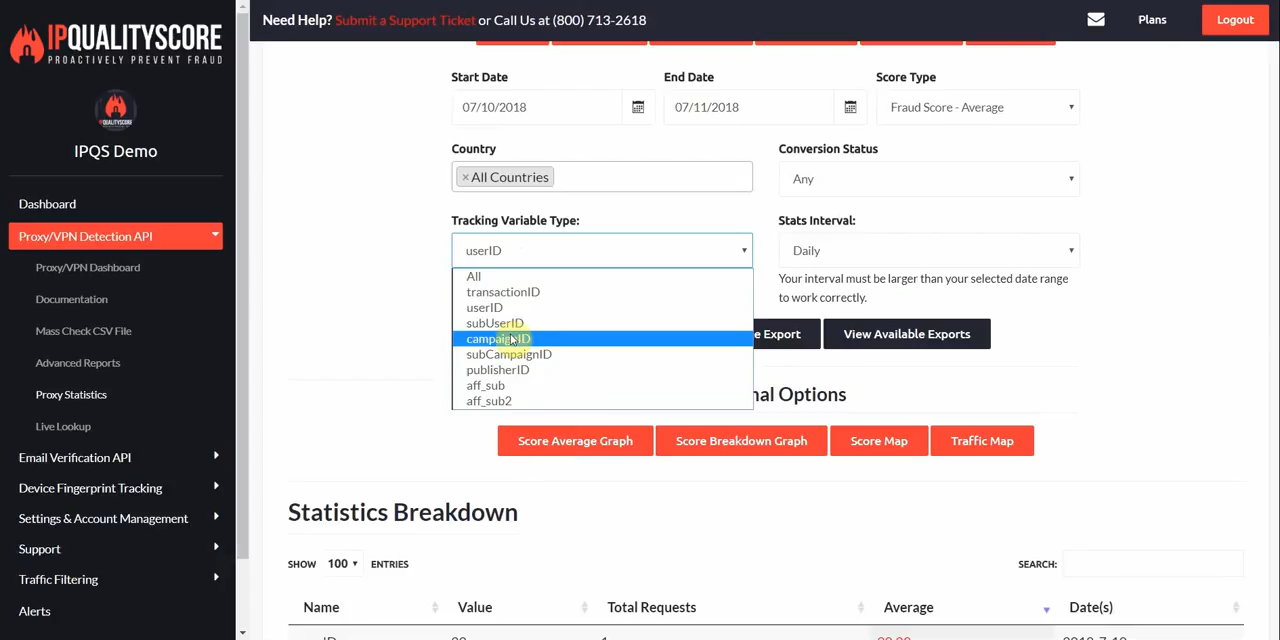 IPQUALITYSCORE
PROACTIVELY PREVENT FRAUD
IPQUALITYSCORE
IPQS Demo
Dashboard
Proxy/VPN Detection API
Proxy/VPN Dashboard
Documentation
Mass Check CSV File
Advanced Reports
Proxy Statistics
Live Lookup
Email Verification API
Device Fingerprint Tracking
Settings & Account Management
Support
Traffic Filtering
Alerts
Need Help? Submit a Support Ticket or Call Us at (800) 713-2618
Plans
Logout
Start Date
End Date
Score Type
07/10/2018
07/11/2018
Fraud Score - Average
Country
Conversion Status
×All Countries
Any
Tracking Variable Type:
Stats Interval:
userID
Daily
All
transactionID
userID
subUserID
campaignID
subCampaignID
publisherID
aff_sub
aff_sub2
Your interval must be larger than your selected date range
to work correctly.
e Export
View Available Exports
nal Options
Score Average Graph
Score Breakdown Graph
Score Map
Traffic Map
Statistics Breakdown
SHOW 100 ENTRIES
SEARCH:
Name
Value
Total Requests
Average
Date(s)